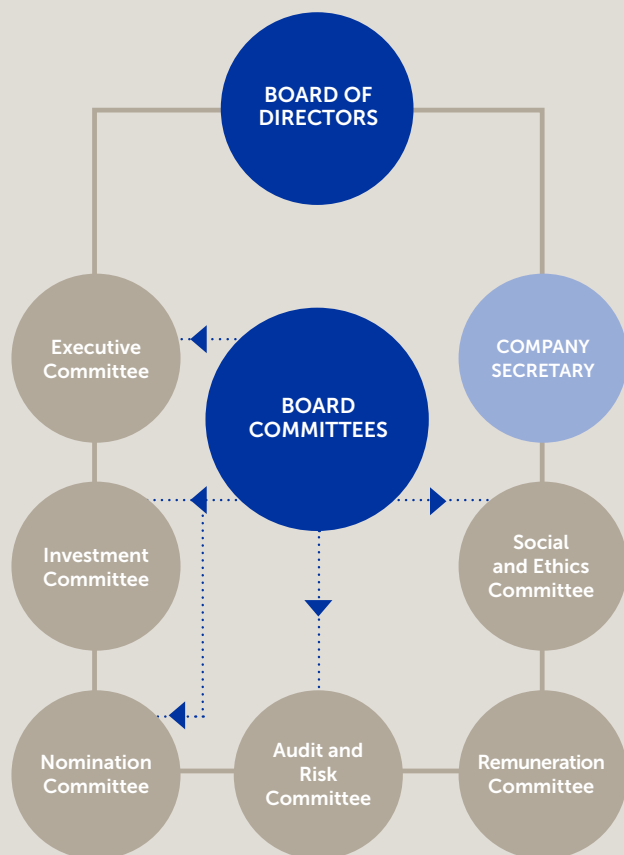 BOARD OF
DIRECTORS
Executive
Committee
BOARD
COMMITTEES
COMPANY
SECRETARY
Investment
Committee
Social
and Ethics
Committee
Nomination
Committee
Audit and
Risk
Committee
Remuneration
Committee